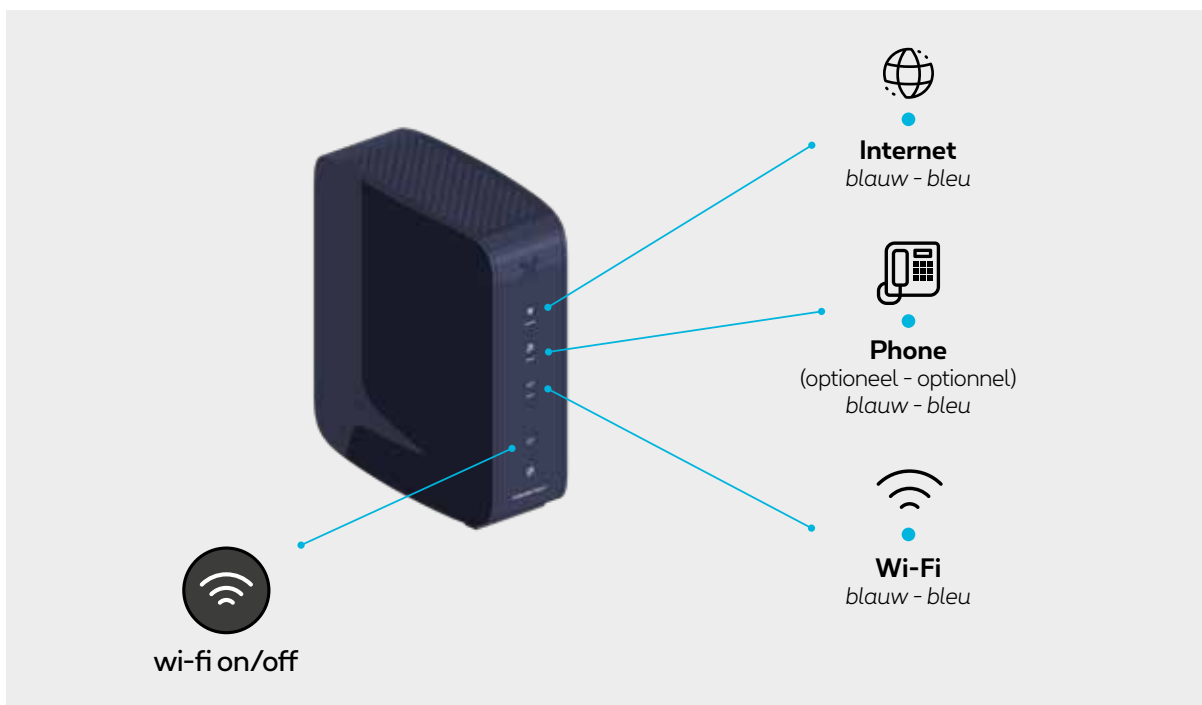 Internet
blauw - bleu
Phone
(optioneel - optionnel)
blauw - bleu
Wi-Fi
blauw - bleu
wi-fi on/off